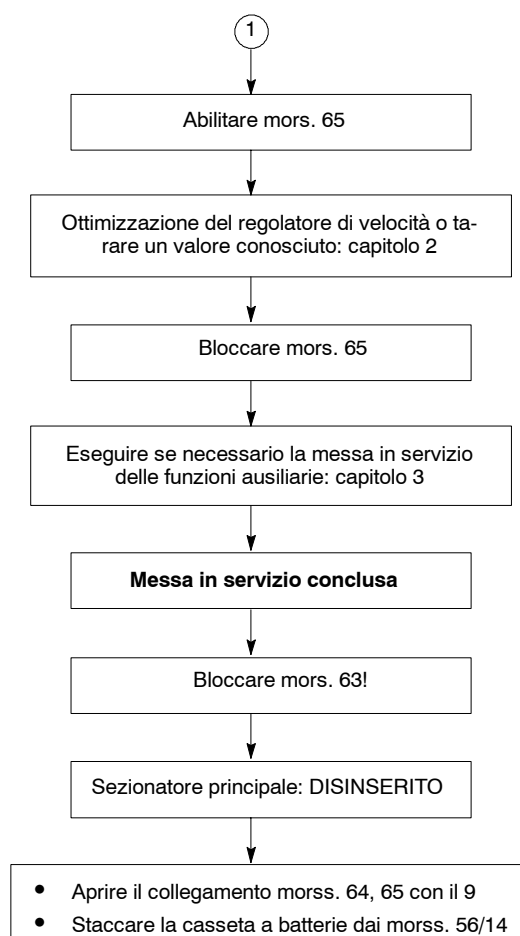 1
Abilitare mors. 65
Ottimizzazione del regolatore di velocità o ta-
rare un valore conosciuto: capitolo 2
Bloccare mors. 65
Eseguire se necessario la messa in servizio
delle funzioni ausiliarie: capitolo 3
Messa in servizio conclusa
Bloccare mors. 63!
Sezionatore principale: DISINSERITO
• Aprire il collegamento morss. 64, 65 con il 9
• Staccare la casseta a batterie dai morss. 56/14